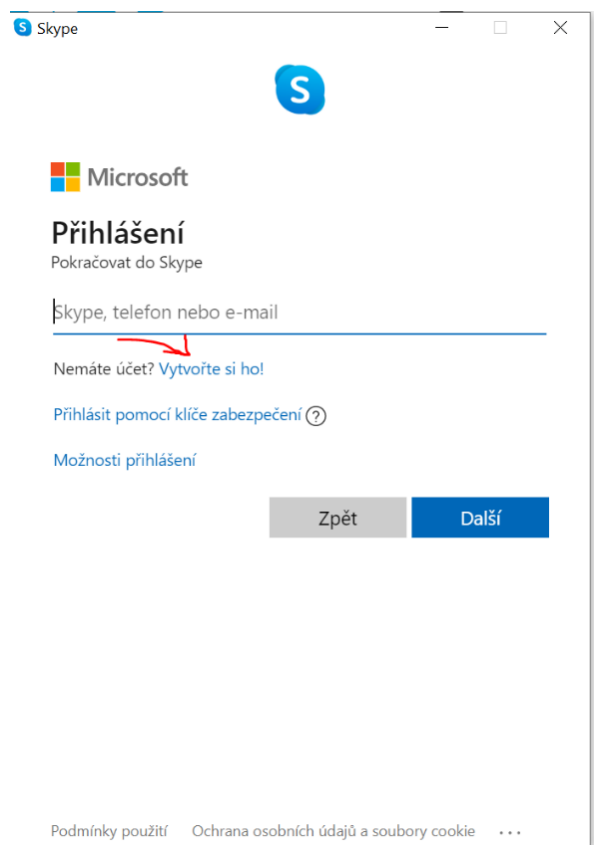 Skype
Microsoft
Přihlášení
Pokračovat do Skype
Skype, telefon nebo e-mail
Nemáte účet? Vytvořte si ho!
Přihlásit pomocí klíče zabezpečení ?
Možnosti přihlášení
Zpět Další
Podmínky použití Ochrana osobních údajů a soubory cookie ...